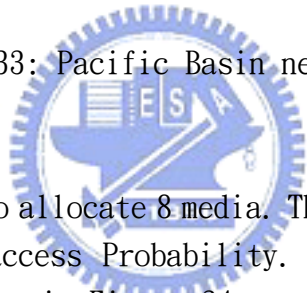 33: Pacific Basin ne
E S
A
o allocate 8 media. Th
ccess Probability.